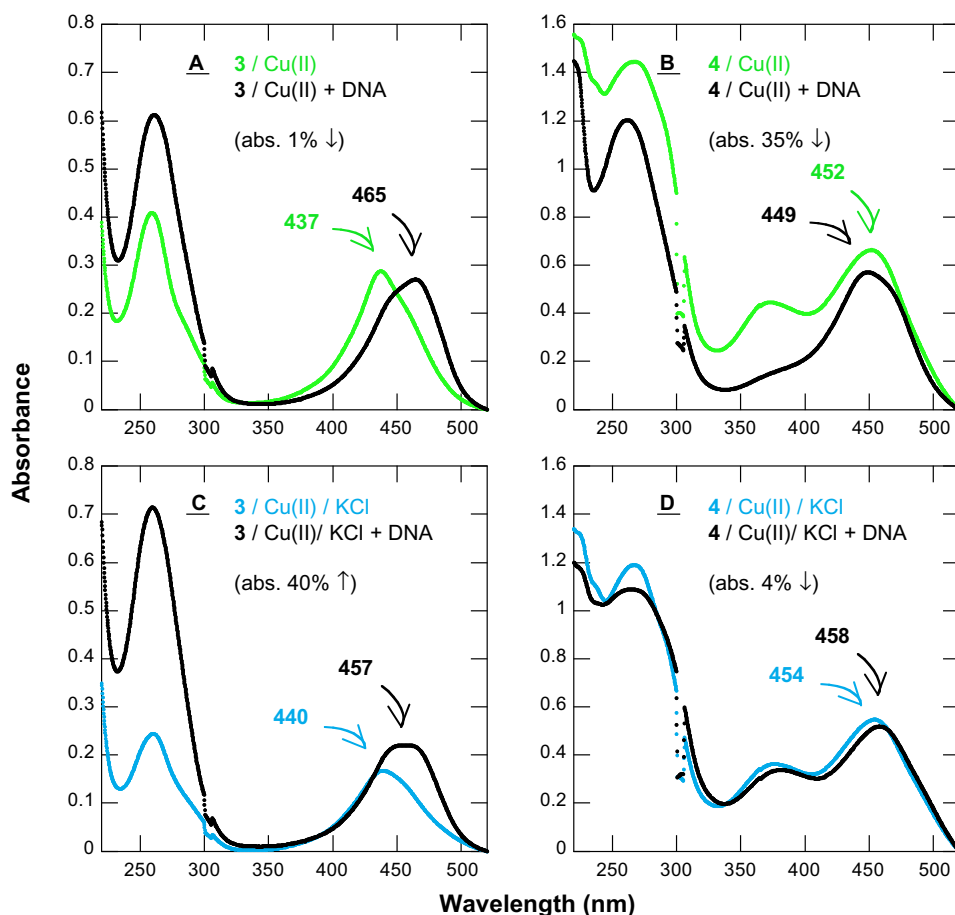 A
3 / Cu(II)
3 / Cu(II) + DNA
(abs. 1% ↓)
465
437
0.8
0.7
0.6
0.5
0.4
0.3
0.2
0.1
0
250 300 350 400 450 500
B
4 / Cu(II)
4 / Cu(II) + DNA
(abs. 35% ↓)
452
449
1.6
1.4
1.2
1
0.8
0.6
0.4
0.2
0
250 300 350 400 450 500
Absorbance
C
3 / Cu(II) / KCl
3 / Cu(II)/ KCl + DNA
(abs. 40% ↑)
457
440
0.8
0.7
0.6
0.5
0.4
0.3
0.2
0.1
0
250 300 350 400 450 500
D
4 / Cu(II) / KCl
4 / Cu(II)/ KCl + DNA
(abs. 4% ↓)
458
454
1.6
1.4
1.2
1
0.8
0.6
0.4
0.2
0
250 300 350 400 450 500
Wavelength (nm)